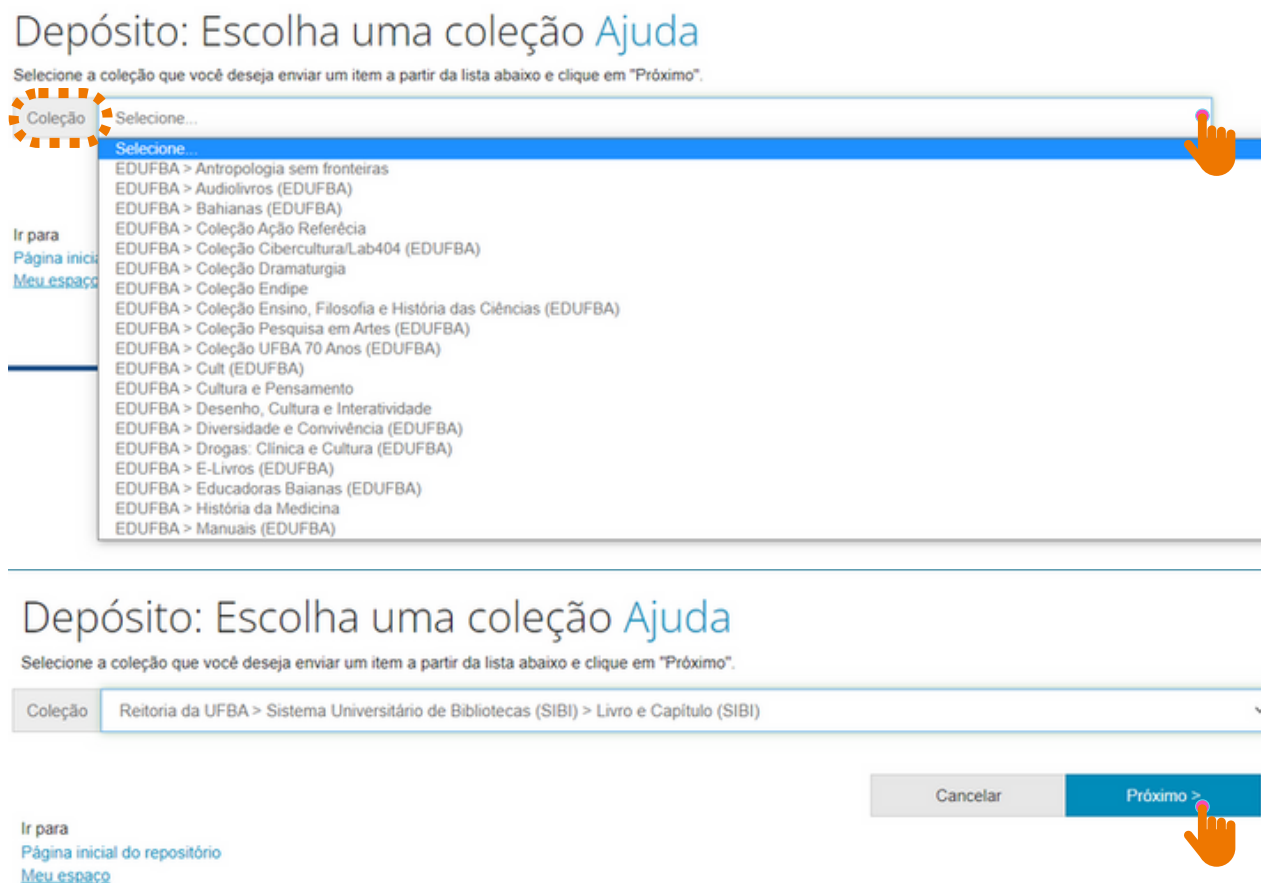 Depósito: Escolha uma coleção Ajuda
Selecione a coleção que você deseja enviar um item a partir da lista abaixo e clique em "Próximo".
Coleção Selecione...
Selecione...
EDUFBA > Antropologia sem fronteiras
EDUFBA > Audiolivros (EDUFBA)
EDUFBA > Bahianas (EDUFBA)
EDUFBA > Coleção Ação Referêcia
EDUFBA > Coleção Cibercultura/Lab404 (EDUFBA)
EDUFBA > Coleção Dramaturgia
EDUFBA > Coleção Endipe
EDUFBA > Coleção Ensino, Filosofia e História das Ciências (EDUFBA)
EDUFBA > Coleção Pesquisa em Artes (EDUFBA)
EDUFBA > Coleção UFBA 70 Anos (EDUFBA)
EDUFBA > Cult (EDUFBA)
EDUFBA > Cultura e Pensamento
EDUFBA > Desenho, Cultura e Interatividade
EDUFBA > Diversidade e Convivência (EDUFBA)
EDUFBA > Drogas: Clínica e Cultura (EDUFBA)
EDUFBA > E-Livros (EDUFBA)
EDUFBA > Educadoras Baianas (EDUFBA)
EDUFBA > História da Medicina
EDUFBA > Manuais (EDUFBA)
Ir para
Página inicia
Meu espaço
Depósito: Escolha uma coleção Ajuda
Selecione a coleção que você deseja enviar um item a partir da lista abaixo e clique em "Próximo".
Coleção Reitoria da UFBA > Sistema Universitário de Bibliotecas (SIBI) > Livro e Capítulo (SIBI)
Cancelar Próximo >
Ir para
Página inicial do repositório
Meu espaço